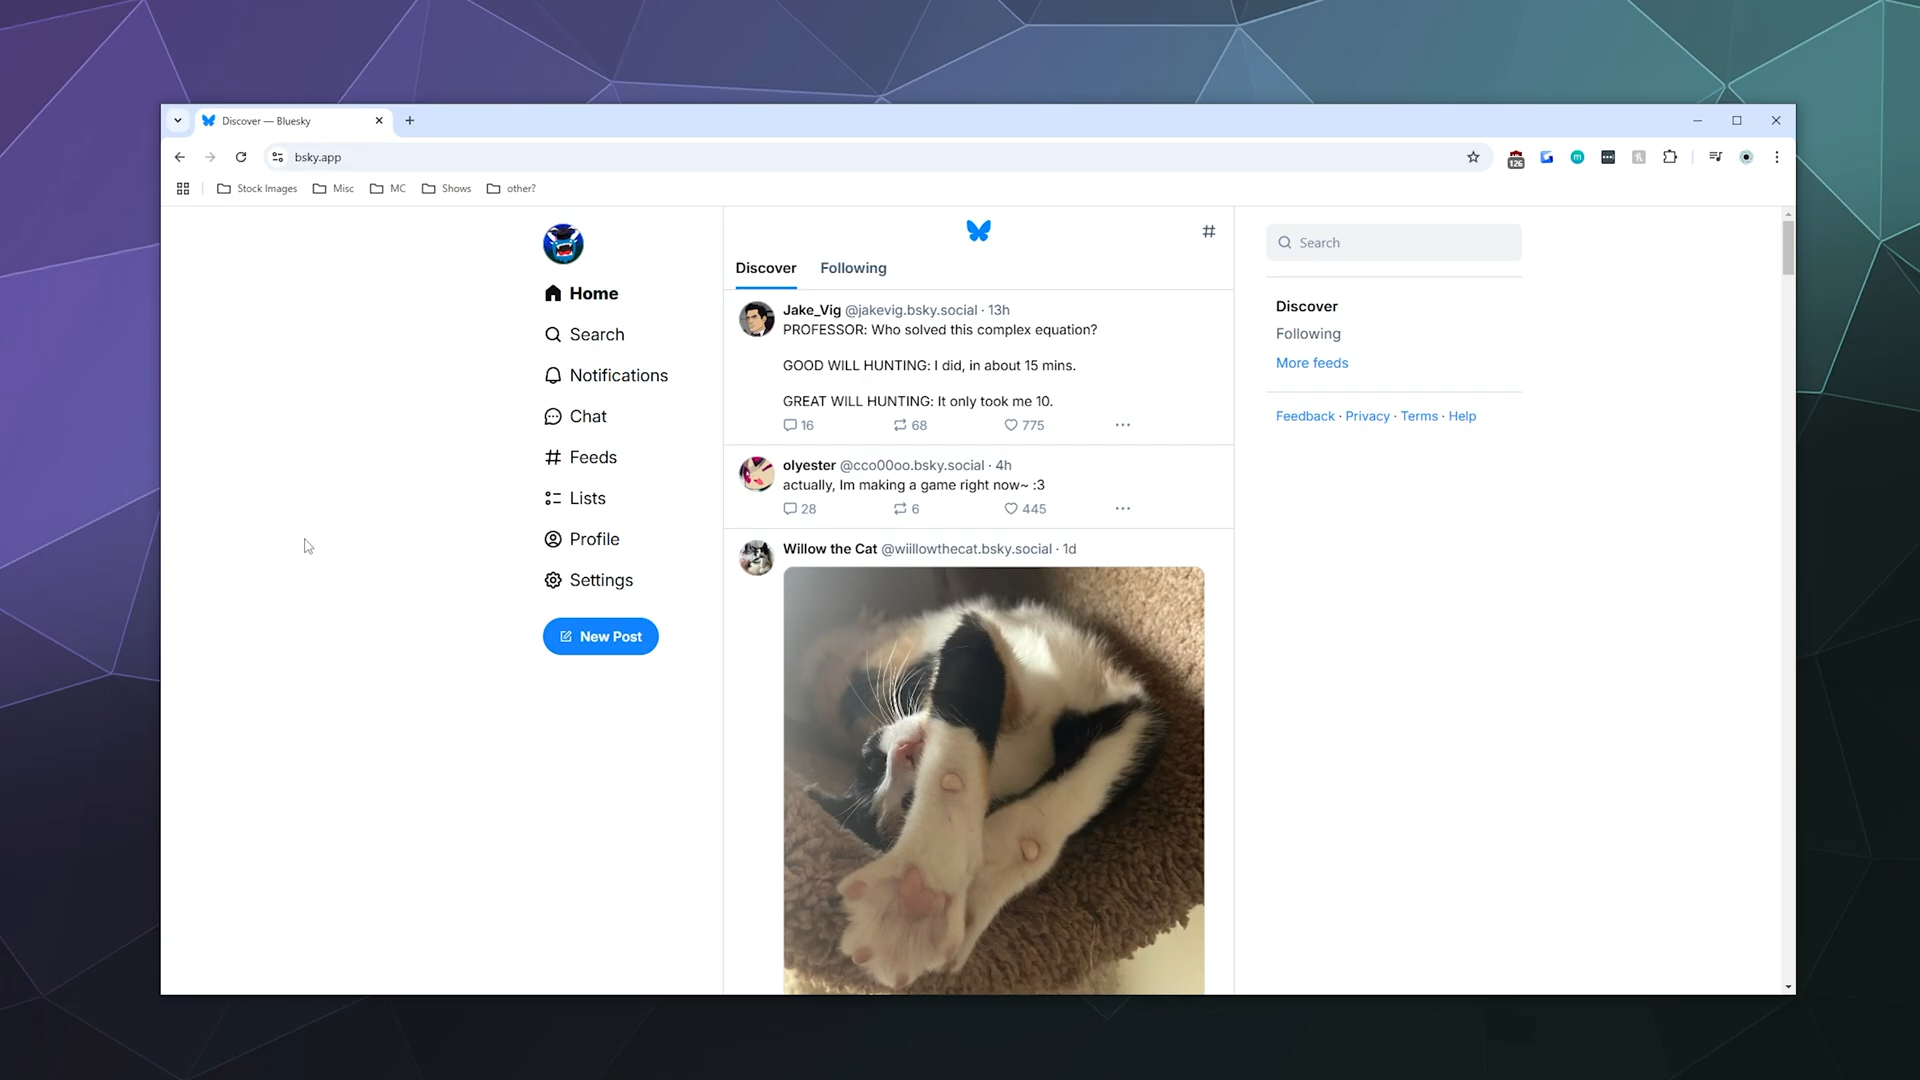 Discover — Bluesky
bsky.app
126
m
Stock Images
Misc
MC
Shows
other?
Home
Search
Notifications
Chat
# Feeds
Lists
Profile
Settings
New Post
#
Discover
Following
Jake_Vig @jakevig.bsky.social · 13h
PROFESSOR: Who solved this complex equation?
GOOD WILL HUNTING: I did, in about 15 mins.
GREAT WILL HUNTING: It only took me 10.
16 68 775
olyester @cco00oo.bsky.social · 4h
actually, Im making a game right now~ :3
28 6 445
Willow the Cat @wiillowthecat.bsky.social · 1d
Search
Discover
Following
More feeds
Feedback · Privacy · Terms · Help